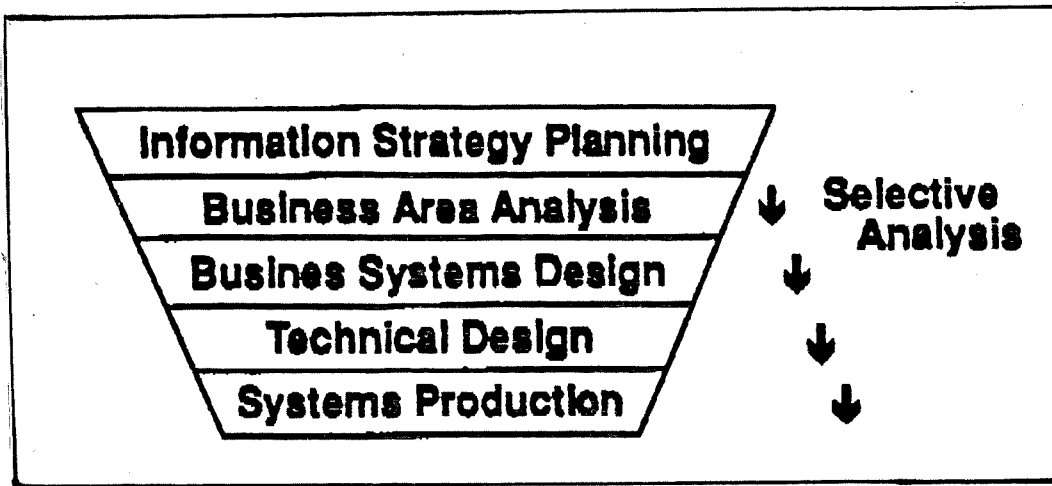 Information Strategy Planning
Business Area Analysis
Busines Systems Design
Technical Design
Systems Production
Selective
Analysis